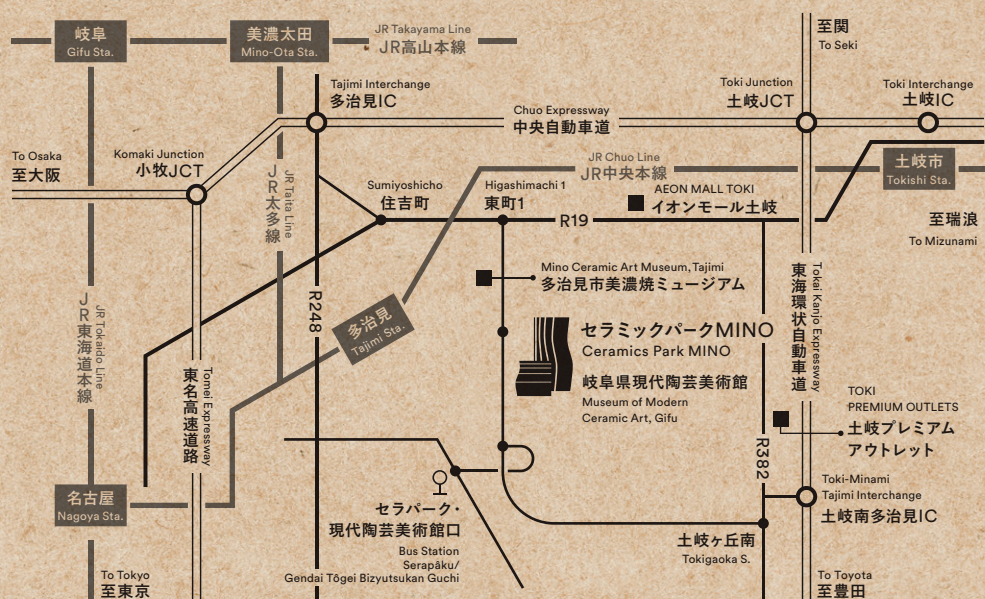 岐阜
Gifu Sta.
美濃太田
Mino-Ota Sta.
JR Takayama Line
JR高山本線
至関
To Seki
Tajimi Interchange
多治見IC
Toki Junction
土岐JCT
Toki Interchange
土岐IC
Chuo Expressway
中央自動車道
To Osaka
至大阪
Komaki Junction
小牧JCT
JR太多線
JR Taita Line
JR Chuo Line
JR中央本線
土岐市
Tokishi Sta.
Sumiyoshicho
住吉町
Higashimachi 1
東町1
AEON MALL TOKI
イオンモール土岐
R19
至瑞浪
To Mizunami
Mino Ceramic Art Museum, Tajimi
多治見市美濃焼ミュージアム
東海環状自動車道
Tokai Kanjo Expressway
JR東海道本線
JR Tokaido Line
R248
多治見
Tajimi Sta.
セラミックパークMINO
Ceramics Park MINO
岐阜県現代陶芸美術館
Museum of Modern
Ceramic Art, Gifu
東名高速道路
Tomei Expressway
TOKI
PREMIUM OUTLETS
土岐プレミアム
アウトレット
R382
名古屋
Nagoya Sta.
セラパーク・
現代陶芸美術館口
Bus Station
Serapâku/
Gendai Tôgei Bizyutsukan Guchi
Toki-Minami
Tajimi Interchange
土岐南多治見IC
土岐ヶ丘南
Tokigaoka S.
To Tokyo
至東京
To Toyota
至豊田